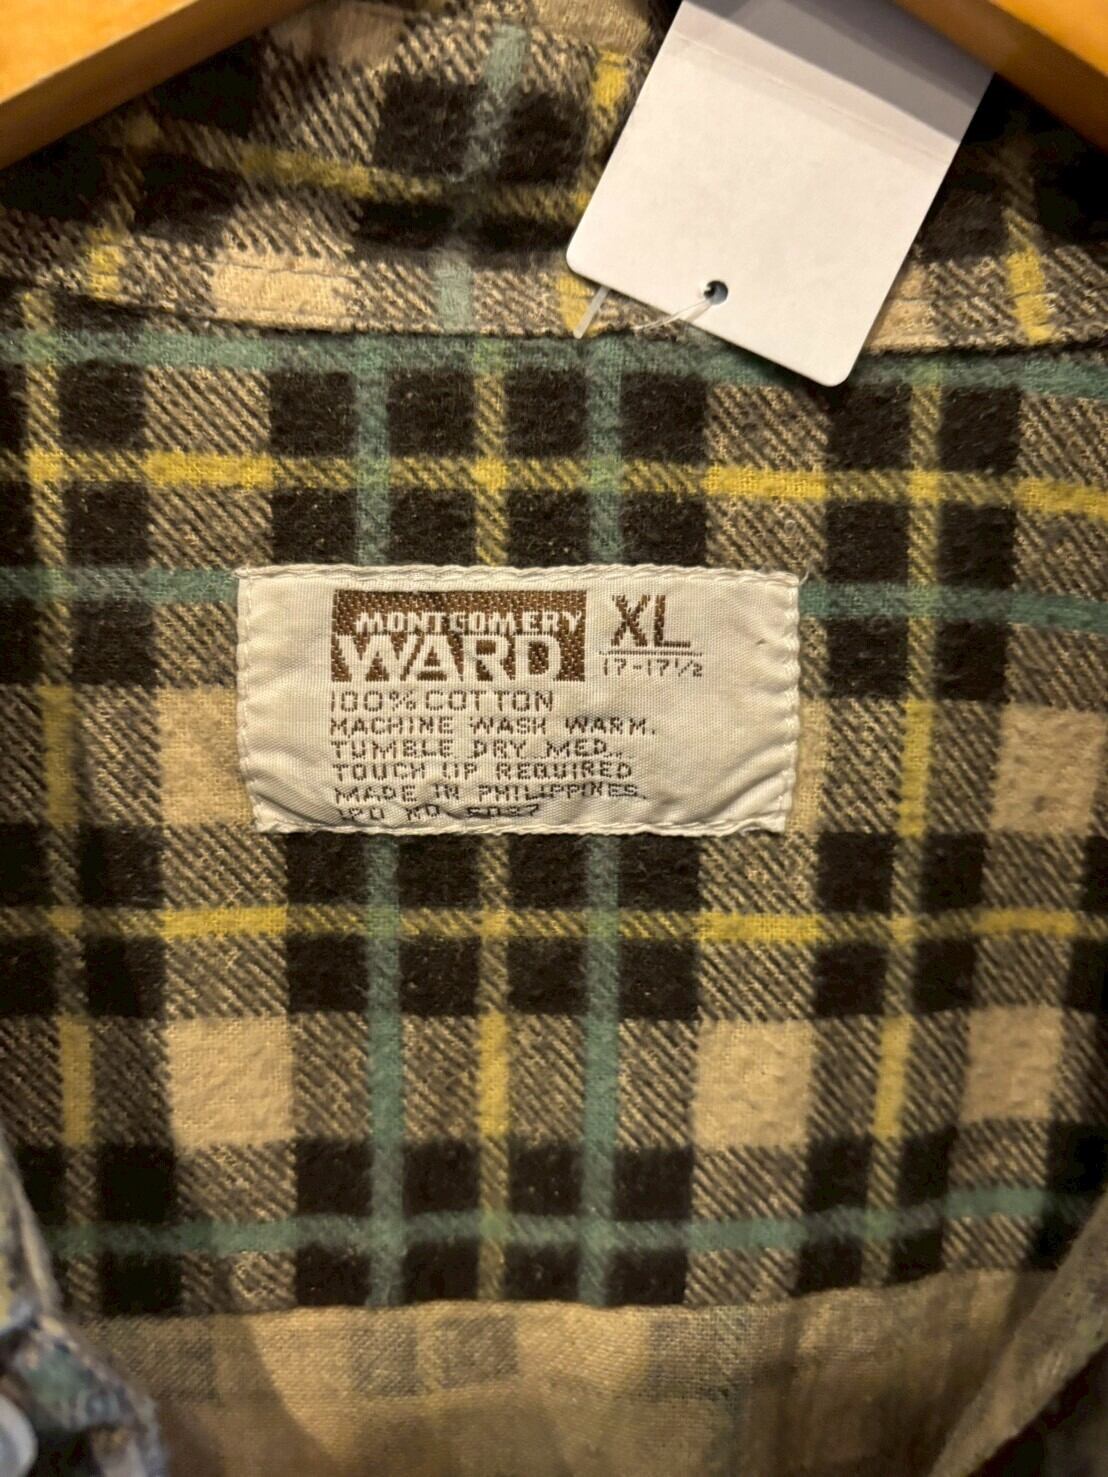 MONTGOMERY
WARD
XL
17-17½
100% COTTON
MACHINE WASH WARM.
TUMBLE DRY MED.,
TOUCH UP REQUIRED
MADE IN PHILIPPINES.
NO